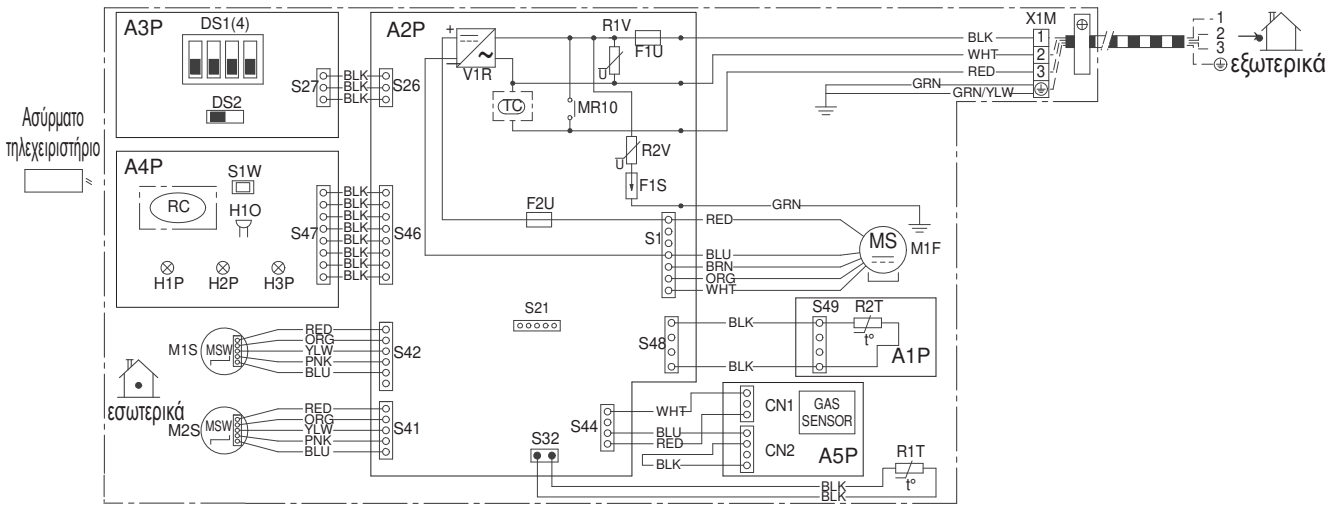 A3P
DS1(4)
DS2
S27
BLK
BLK
BLK
S26
A2P
+
-
V1R
TC
MR10
R1V
F1U
U
R2V
U
F1S
F2U
BLK
WHT
RED
GRN
GRN/YLW
X1M
1
2
3
1
2
3
εξωτερικά
Ασύρματο
τηλεχειριστήριο
A4P
RC
S1W
H1O
H1P
H2P
H3P
S47
BLK
BLK
BLK
BLK
BLK
BLK
BLK
BLK
S46
GRN
S1
RED
BLU
BRN
ORG
WHT
MS
M1F
S21
M1S
MSW
RED
ORG
YLW
PNK
BLU
S42
εσωτερικά
M2S
MSW
RED
ORG
YLW
PNK
BLU
S41
S48
BLK
BLK
S49
R2T
t°
A1P
S44
WHT
BLU
RED
BLK
CN1
CN2
GAS
SENSOR
A5P
S32
BLK
BLK
R1T
t°